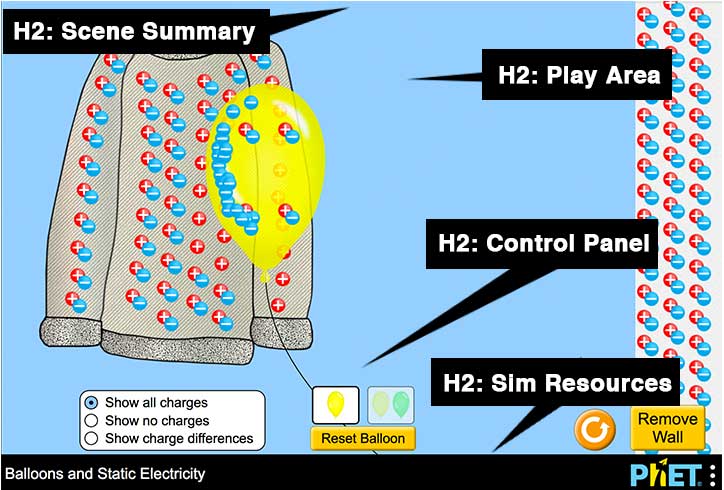 H2: Scene Summary
H2: Play Area
H2: Control Panel
H2: Sim Resources
Show all charges
Show no charges
Show charge differences
Reset Balloon
Remove
Wall
Balloons and Static Electricity
PhET